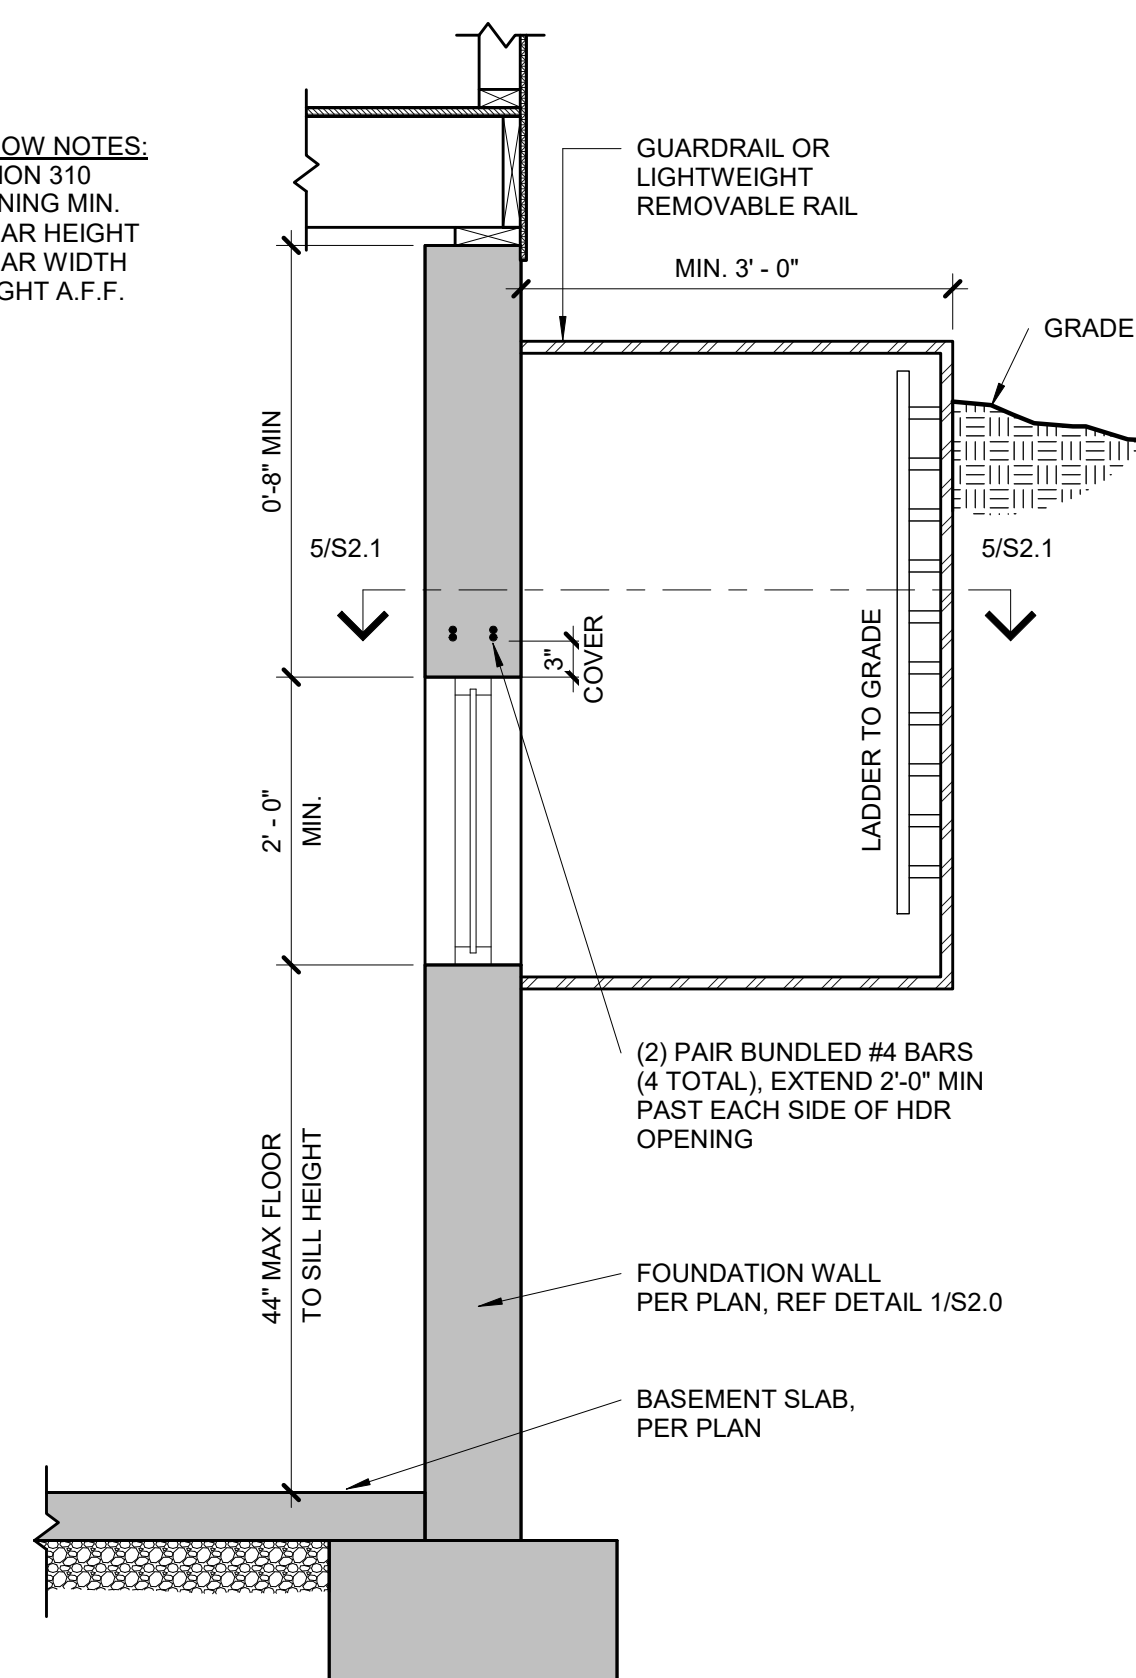 OW NOTES:
ION 310
NING MIN.
AR HEIGHT
AR WIDTH
GHT A.F.F.
GUARDRAIL OR
LIGHTWEIGHT
REMOVABLE RAIL
MIN. 3' - 0"
GRADE
0'-8" MIN
5/S2.1
5/S2.1
3"
COVER
LADDER TO GRADE
2' - 0"
MIN.
(2) PAIR BUNDLED #4 BARS
(4 TOTAL), EXTEND 2'-0" MIN
PAST EACH SIDE OF HDR
OPENING
44" MAX FLOOR
TO SILL HEIGHT
FOUNDATION WALL
PER PLAN, REF DETAIL 1/S2.0
BASEMENT SLAB,
PER PLAN